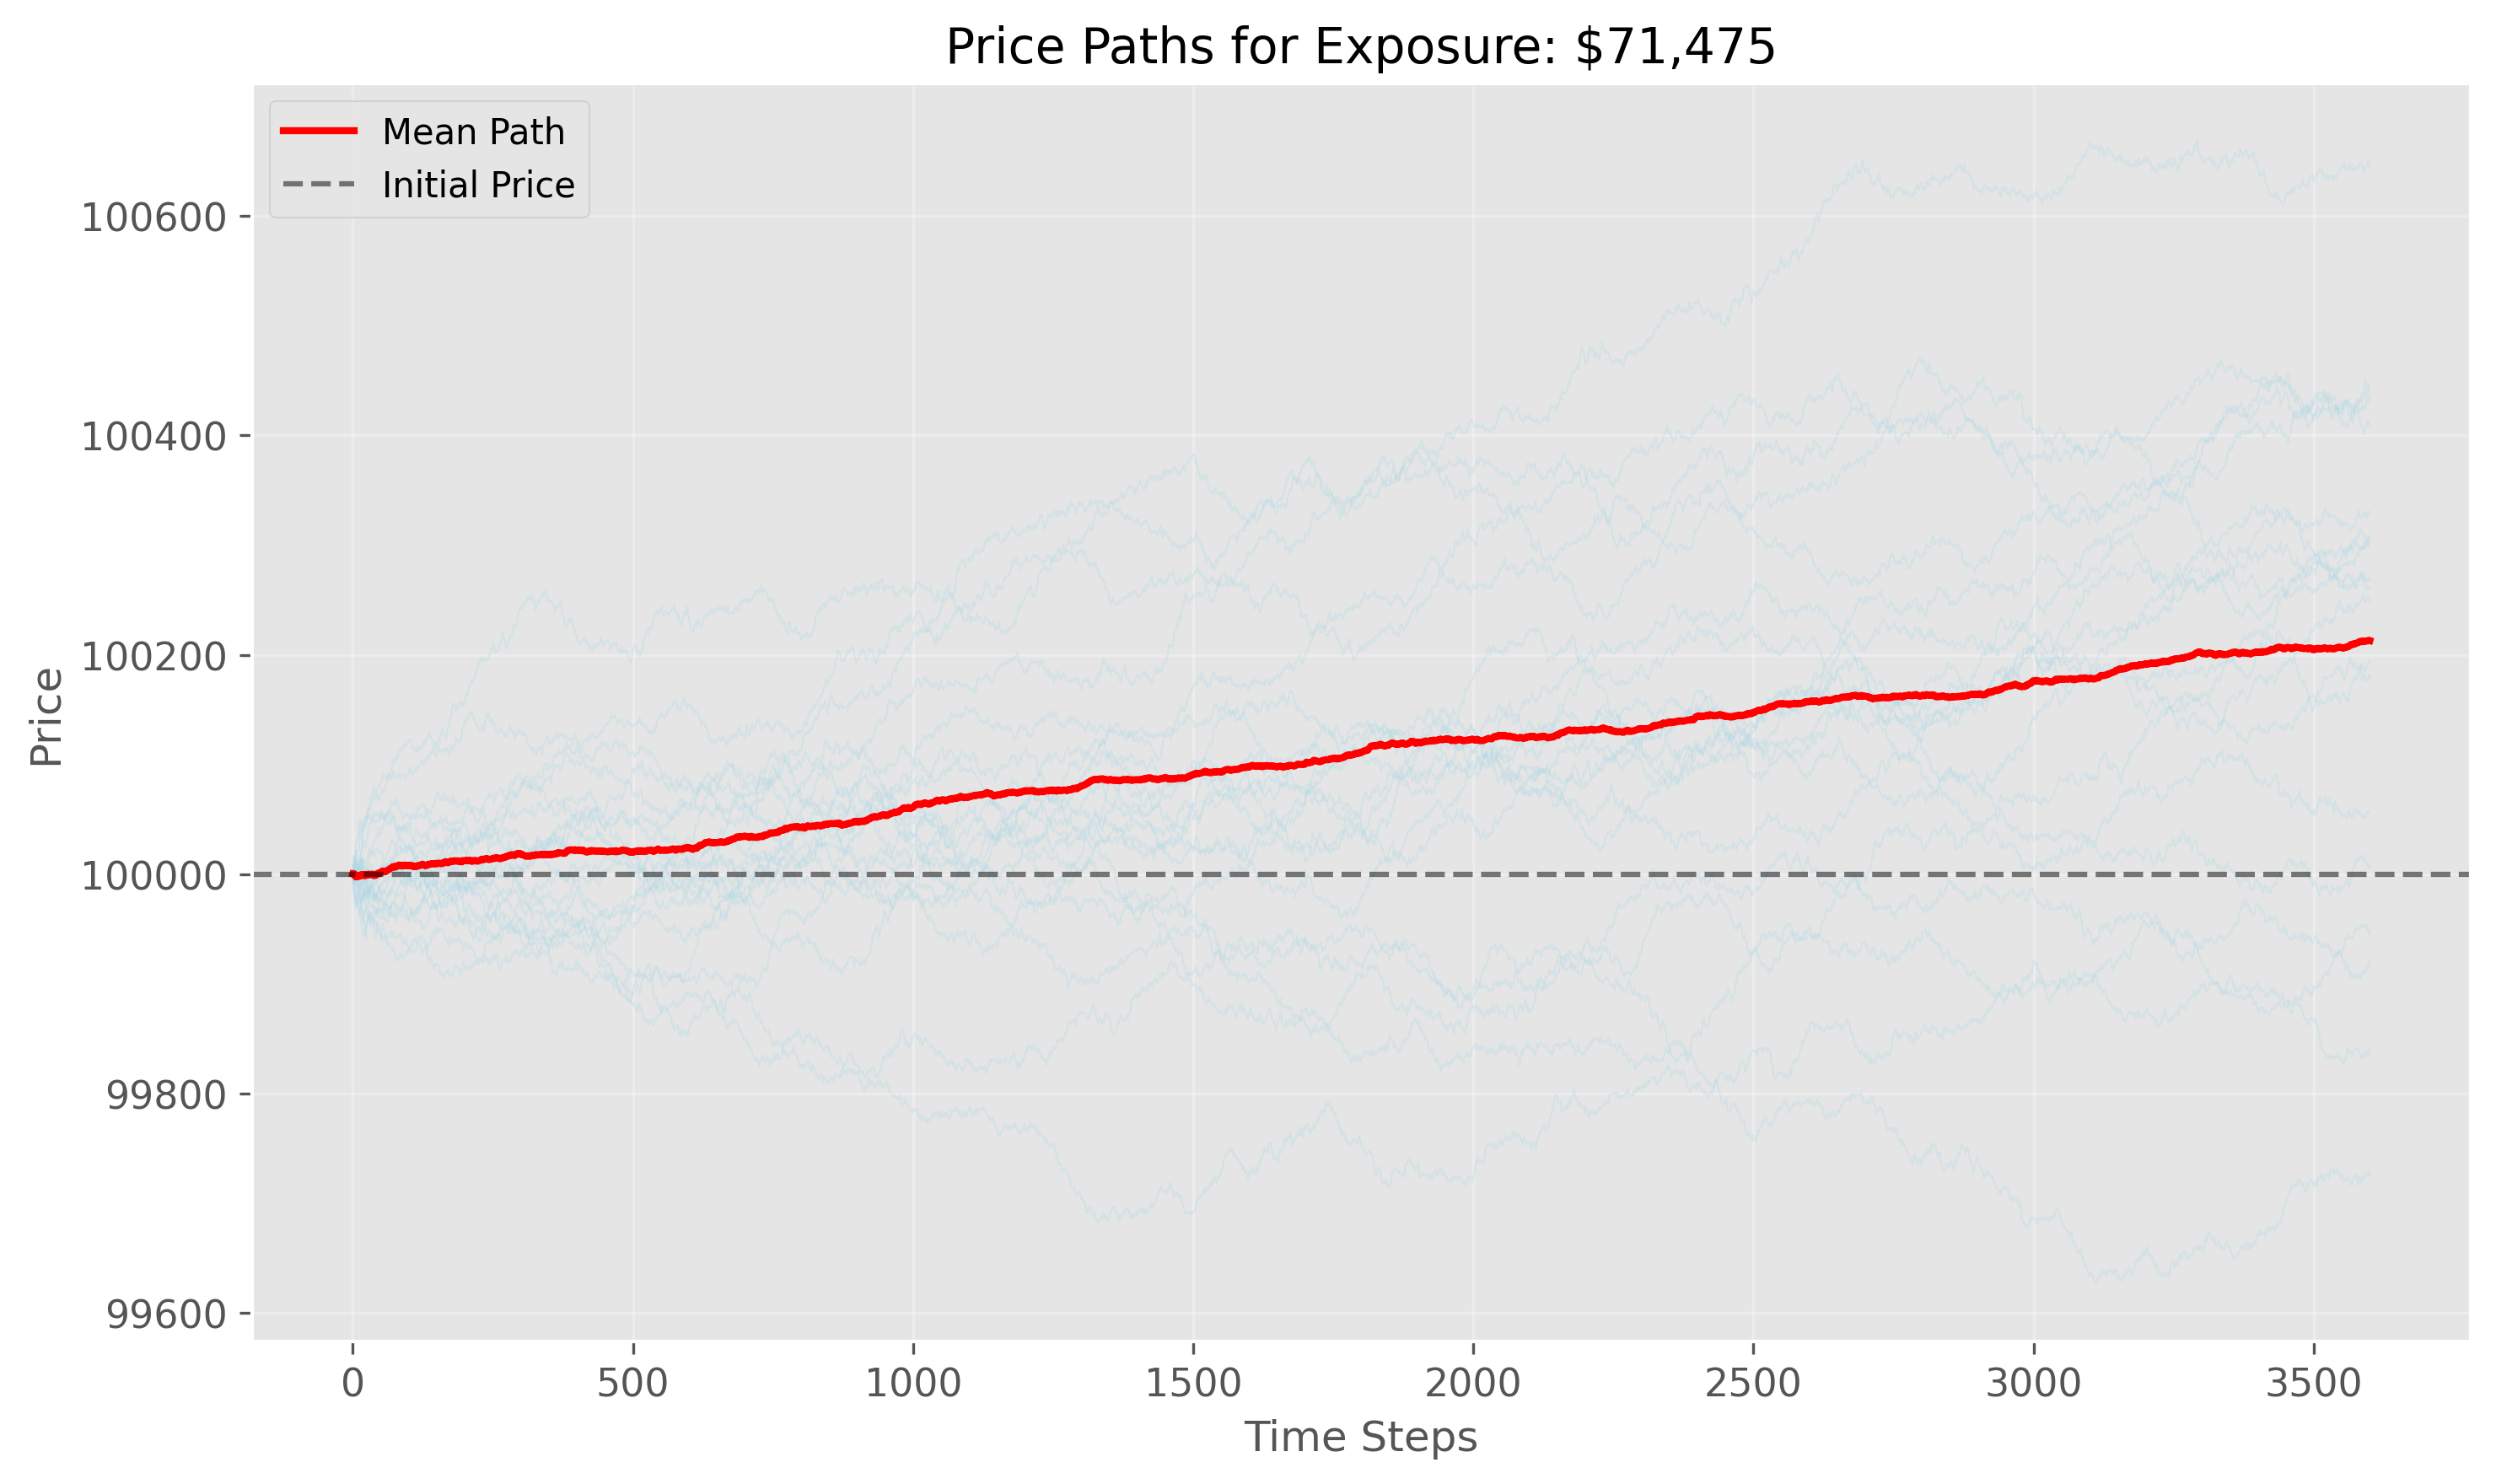 Price Paths for Exposure: $71,475
Mean Path
Initial Price
100600
100400
100200
100000
99800
99600
Price
0 500 1000 1500 2000 2500 3000 3500
Time Steps